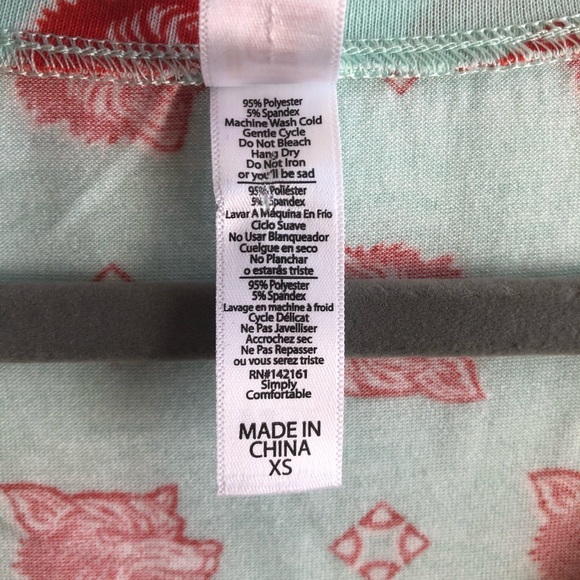 95% Polyester
5% Spandex
Machine Wash Cold
Gentle Cycle
Do Not Bleach
Hang Dry
Do Not Iron
or you'll be sad
95% Poliéster
5% Spandex
Lavar A Máquina En Frio
Ciclo Suave
No Usar Blanqueador
Cuelgue en seco
No Planchar
o estarás triste
95% Polyester
5% Spandex
Lavage en machine à froid
Cycle Délicat
Ne Pas Javelliser
Accrochez sec
Ne Pas Repasser
ou vous serez triste
RN#142161
Simply
Comfortable
MADE IN
CHINA
XS